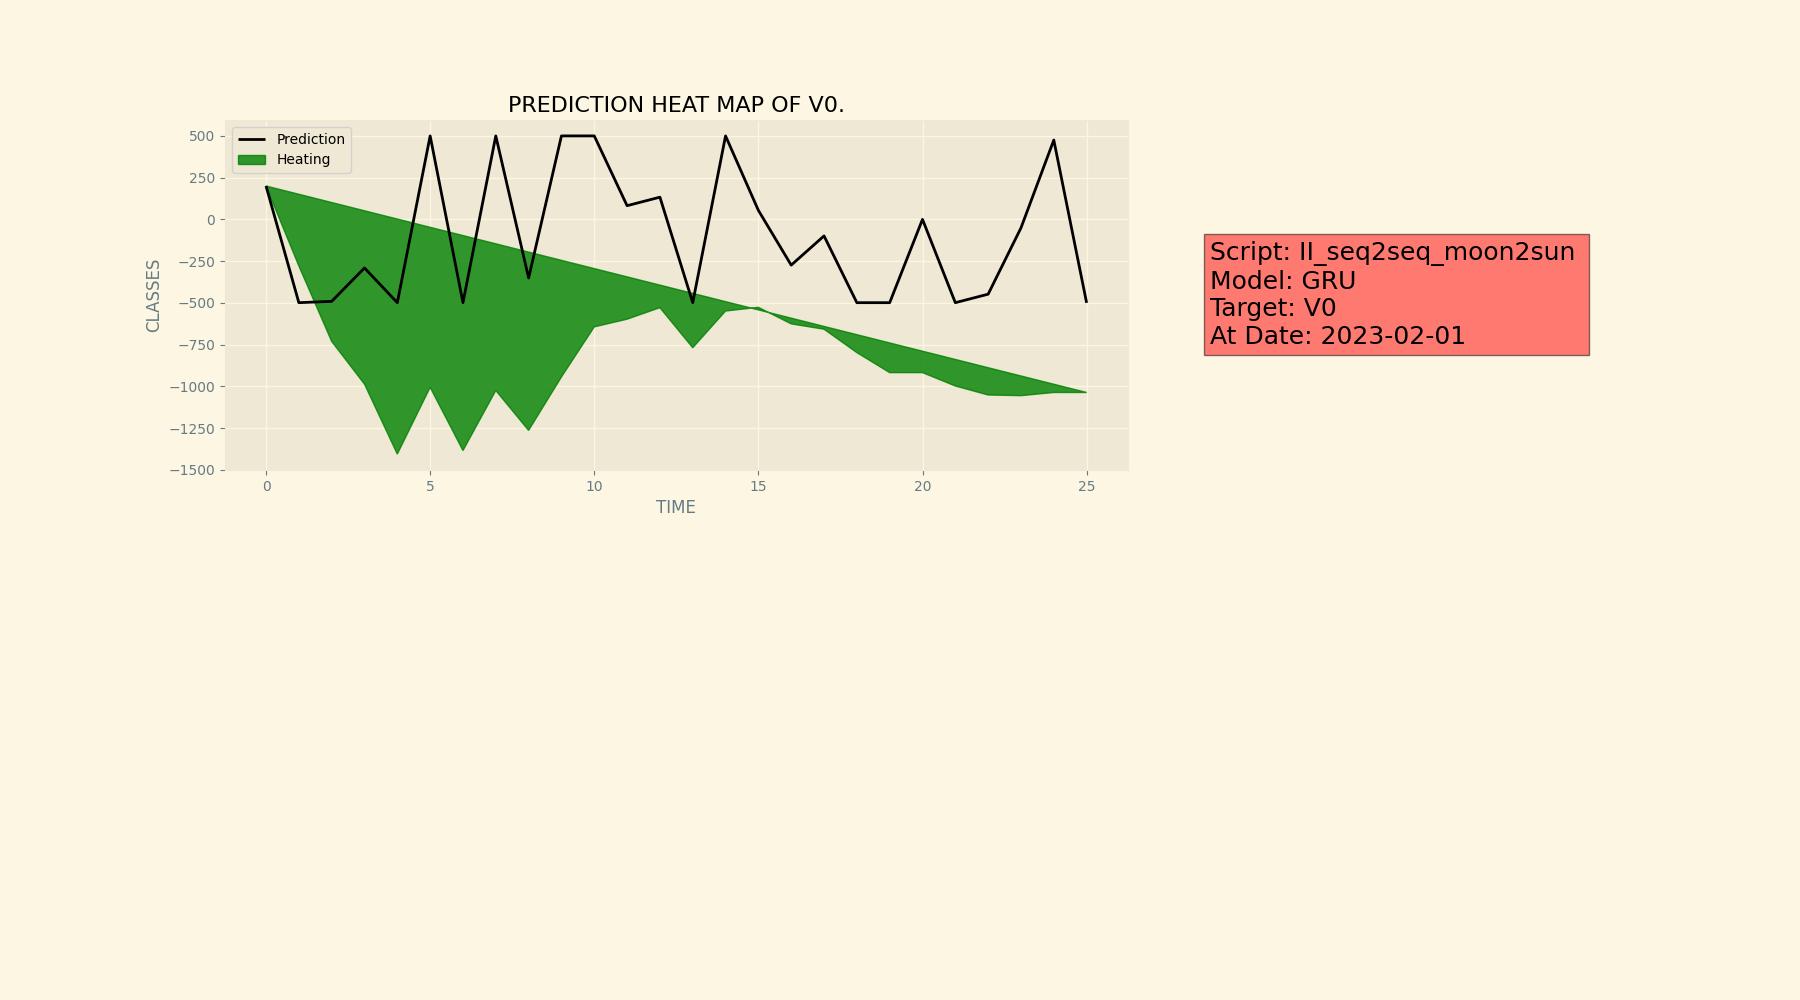 PREDICTION HEAT MAP OF V0.
Prediction
Heating
500
250
0
−250
−500
−750
−1000
−1250
−1500
CLASSES
0 5 10 15 20 25
TIME
Script: II_seq2seq_moon2sun
Model: GRU
Target: V0
At Date: 2023-02-01